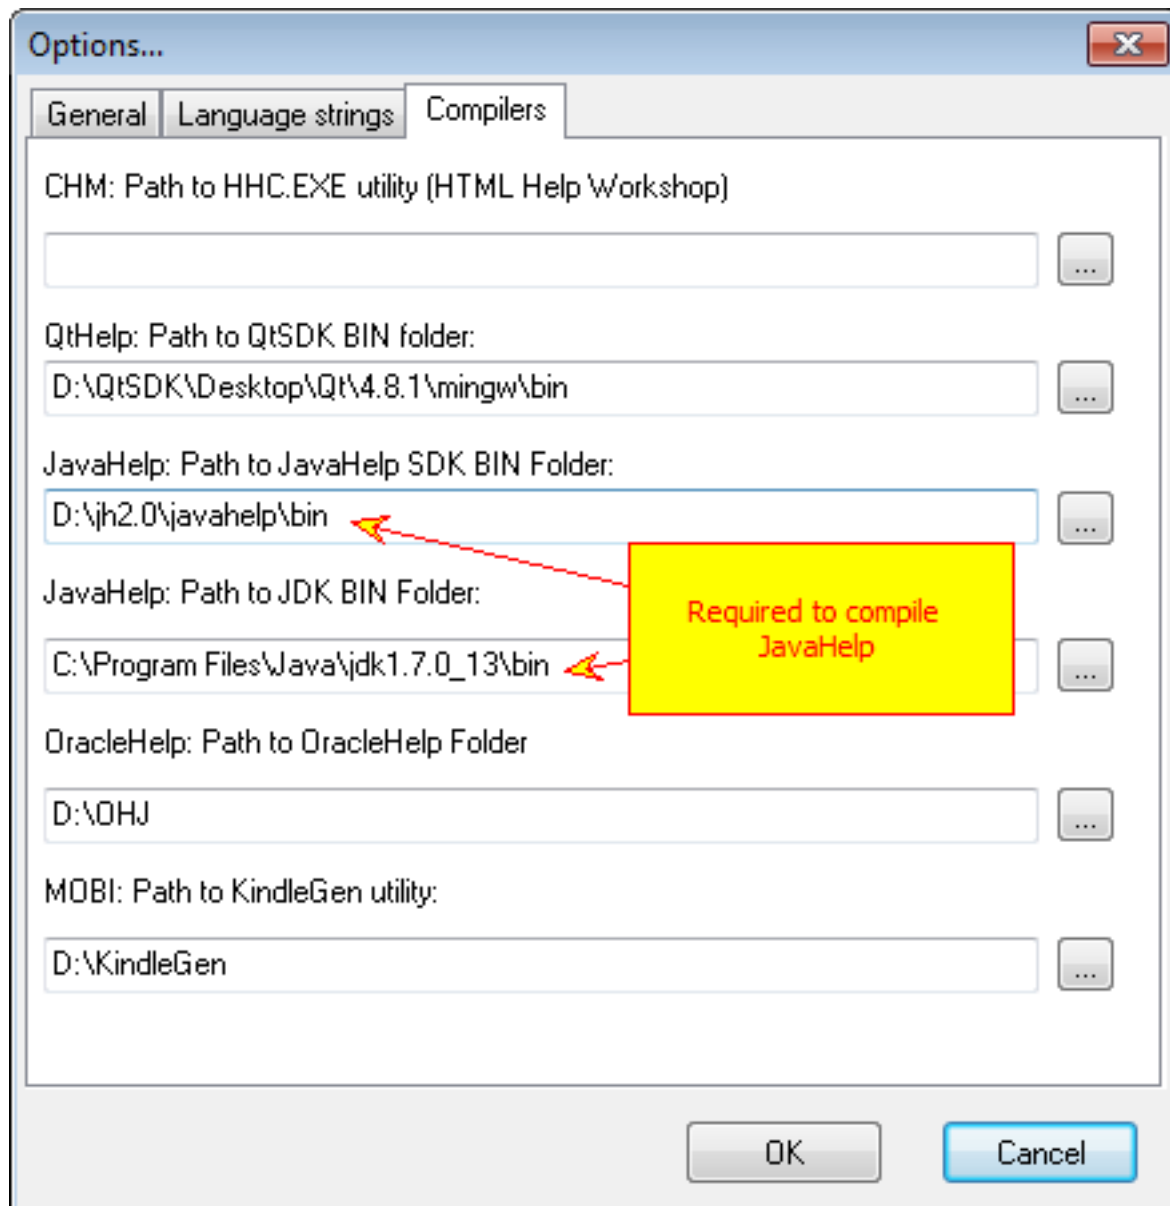 Options...
General
Language strings
Compilers
CHM: Path to HHC.EXE utility (HTML Help Workshop)
...
QtHelp: Path to QtSDK BIN folder:
D:\QtSDK\Desktop\Qt\4.8.1\mingw\bin
...
JavaHelp: Path to JavaHelp SDK BIN Folder:
D:\jh2.0\javahelp\bin
...
JavaHelp: Path to JDK BIN Folder:
Required to compile
JavaHelp
C:\Program Files\Java\jdk1.7.0_13\bin
...
OracleHelp: Path to OracleHelp Folder
D:\OHJ
...
MOBI: Path to KindleGen utility:
D:\KindleGen
...
OK
Cancel